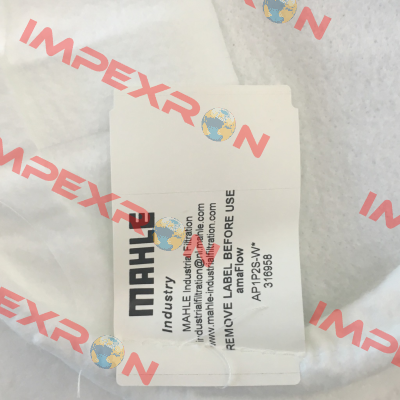 MAHLE
Industry
MAHLE Industrial Filtration
industrialfiltration@nl.mahle.com
www.mahle-industrialfiltration.com
REMOVE LABEL BEFORE USE
amaFlow
AP1P2S-W*
316958
IMPEXRON
IMPEXRON
IMPEXRON
IMPEXRON
IMPEXRON